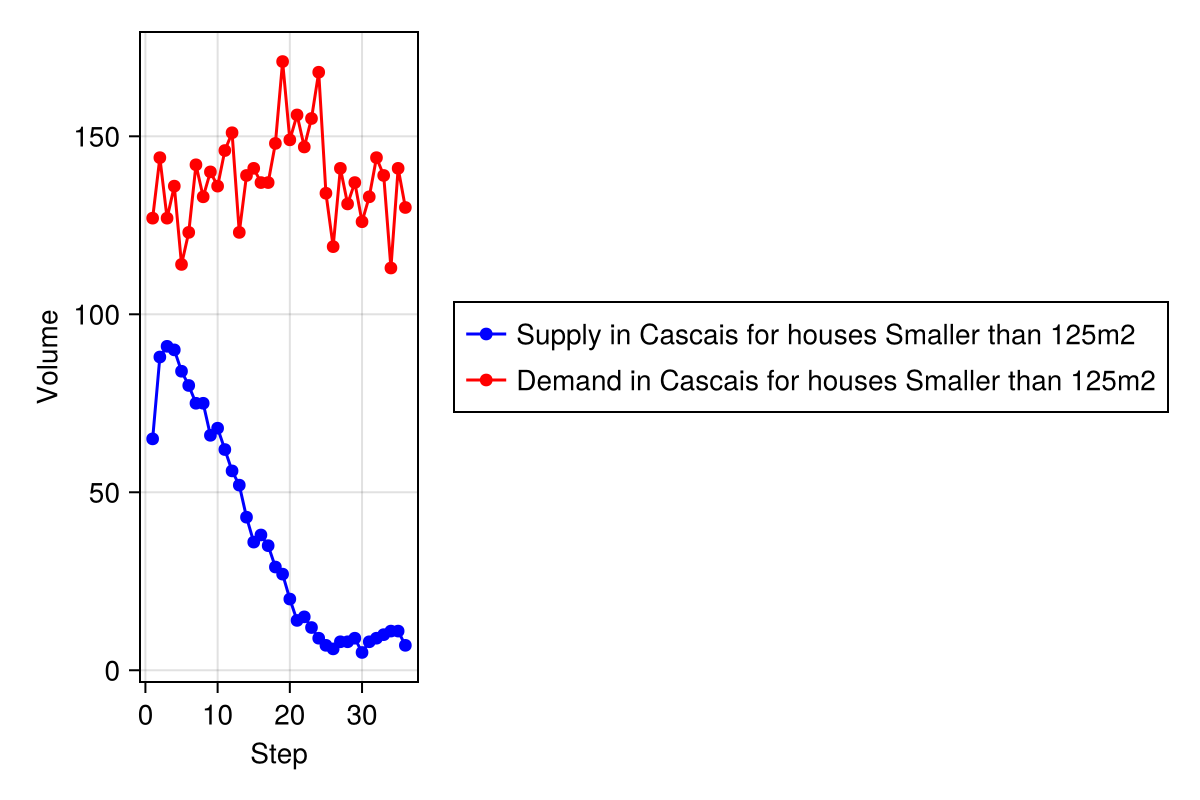 Volume
150
100
50
0
0 10 20 30
Step
Supply in Cascais for houses Smaller than 125m2
Demand in Cascais for houses Smaller than 125m2